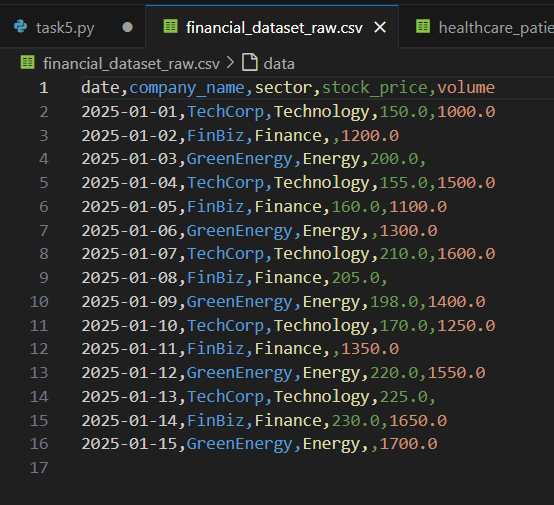 task5.py
financial_dataset_raw.csv
healthcare_patie
financial_dataset_raw.csv > data
1 date,company_name,sector,stock_price,volume
2 2025-01-01,TechCorp,Technology,150.0,1000.0
3 2025-01-02,FinBiz,Finance,,1200.0
4 2025-01-03,GreenEnergy,Energy,200.0,
5 2025-01-04,TechCorp,Technology,155.0,1500.0
6 2025-01-05,FinBiz,Finance,160.0,1100.0
7 2025-01-06,GreenEnergy,Energy,,1300.0
8 2025-01-07,TechCorp,Technology,210.0,1600.0
9 2025-01-08,FinBiz,Finance,205.0,
10 2025-01-09,GreenEnergy,Energy,198.0,1400.0
11 2025-01-10,TechCorp,Technology,170.0,1250.0
12 2025-01-11,FinBiz,Finance,,1350.0
13 2025-01-12,GreenEnergy,Energy,220.0,1550.0
14 2025-01-13,TechCorp,Technology,225.0,
15 2025-01-14,FinBiz,Finance,230.0,1650.0
16 2025-01-15,GreenEnergy,Energy,,1700.0
17